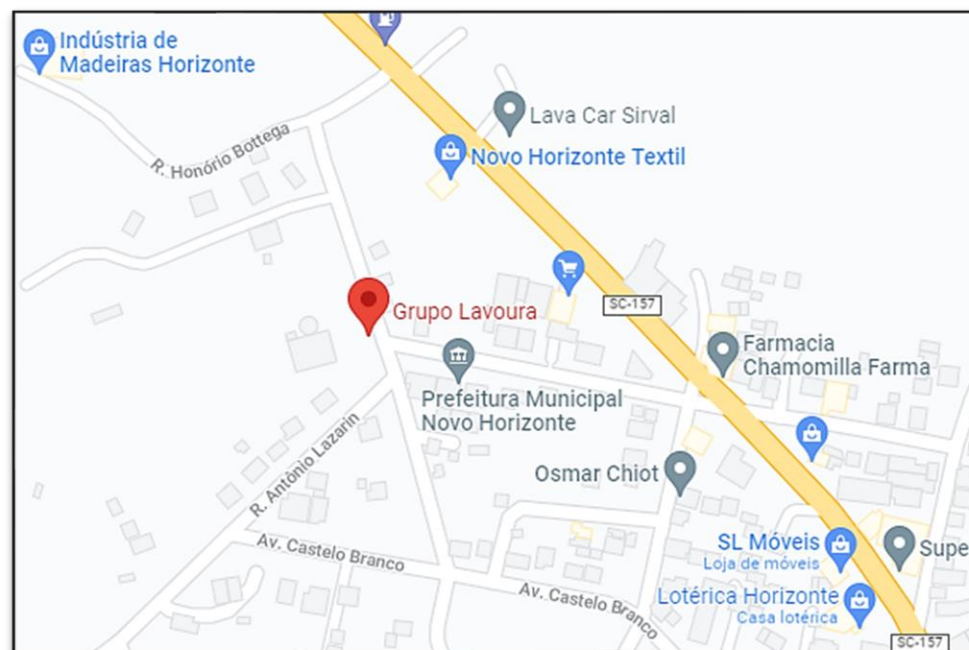 Indústria de
Madeiras Horizonte
R. Honório Bottega
Lava Car Sirval
Novo Horizonte Textil
Grupo Lavoura
SC-157
Farmacia
Chamomilla Farma
Prefeitura Municipal
Novo Horizonte
R. Antônio Lazarin
Osmar Chiot
Av. Castelo Branco
SL Móveis
Loja de móveis
Supe
Av. Castelo Branco
Lotérica Horizonte
Casa lotérica
SC-157